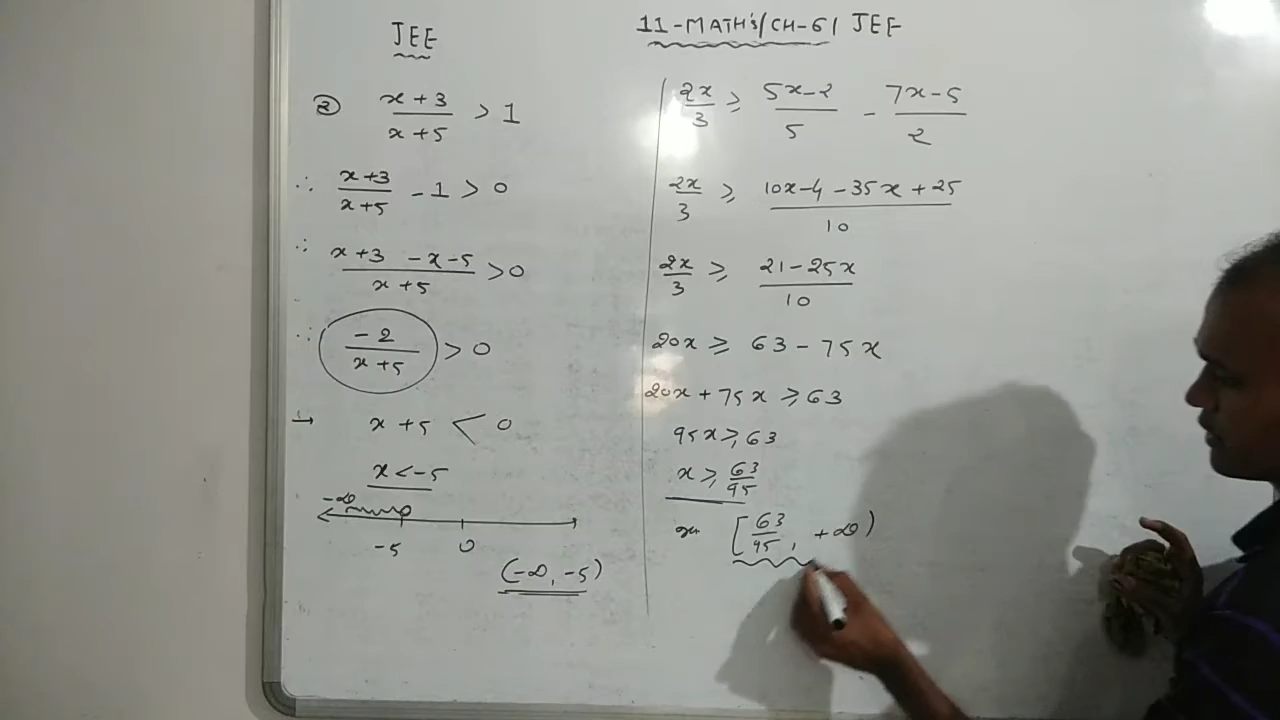 JEE
11-MATH'S/CH-6/ JEE
② x+3/x+5 > 1
∴ x+3/x+5 - 1 > 0
∴ x+3 -x-5/x+5 > 0
∴ -2/x+5 > 0
→ x+5 < 0
x < -5
-∞
-5 0
(-∞, -5)
2x/3 ≥ 5x-2/5 - 7x-5/2
2x/3 ≥ 10x-4-35x+25/10
2x/3 ≥ 21-25x/10
20x ≥ 63-75x
20x+75x ≥ 63
95x ≥ 63
x ≥ 63/95
[63/95, +∞)